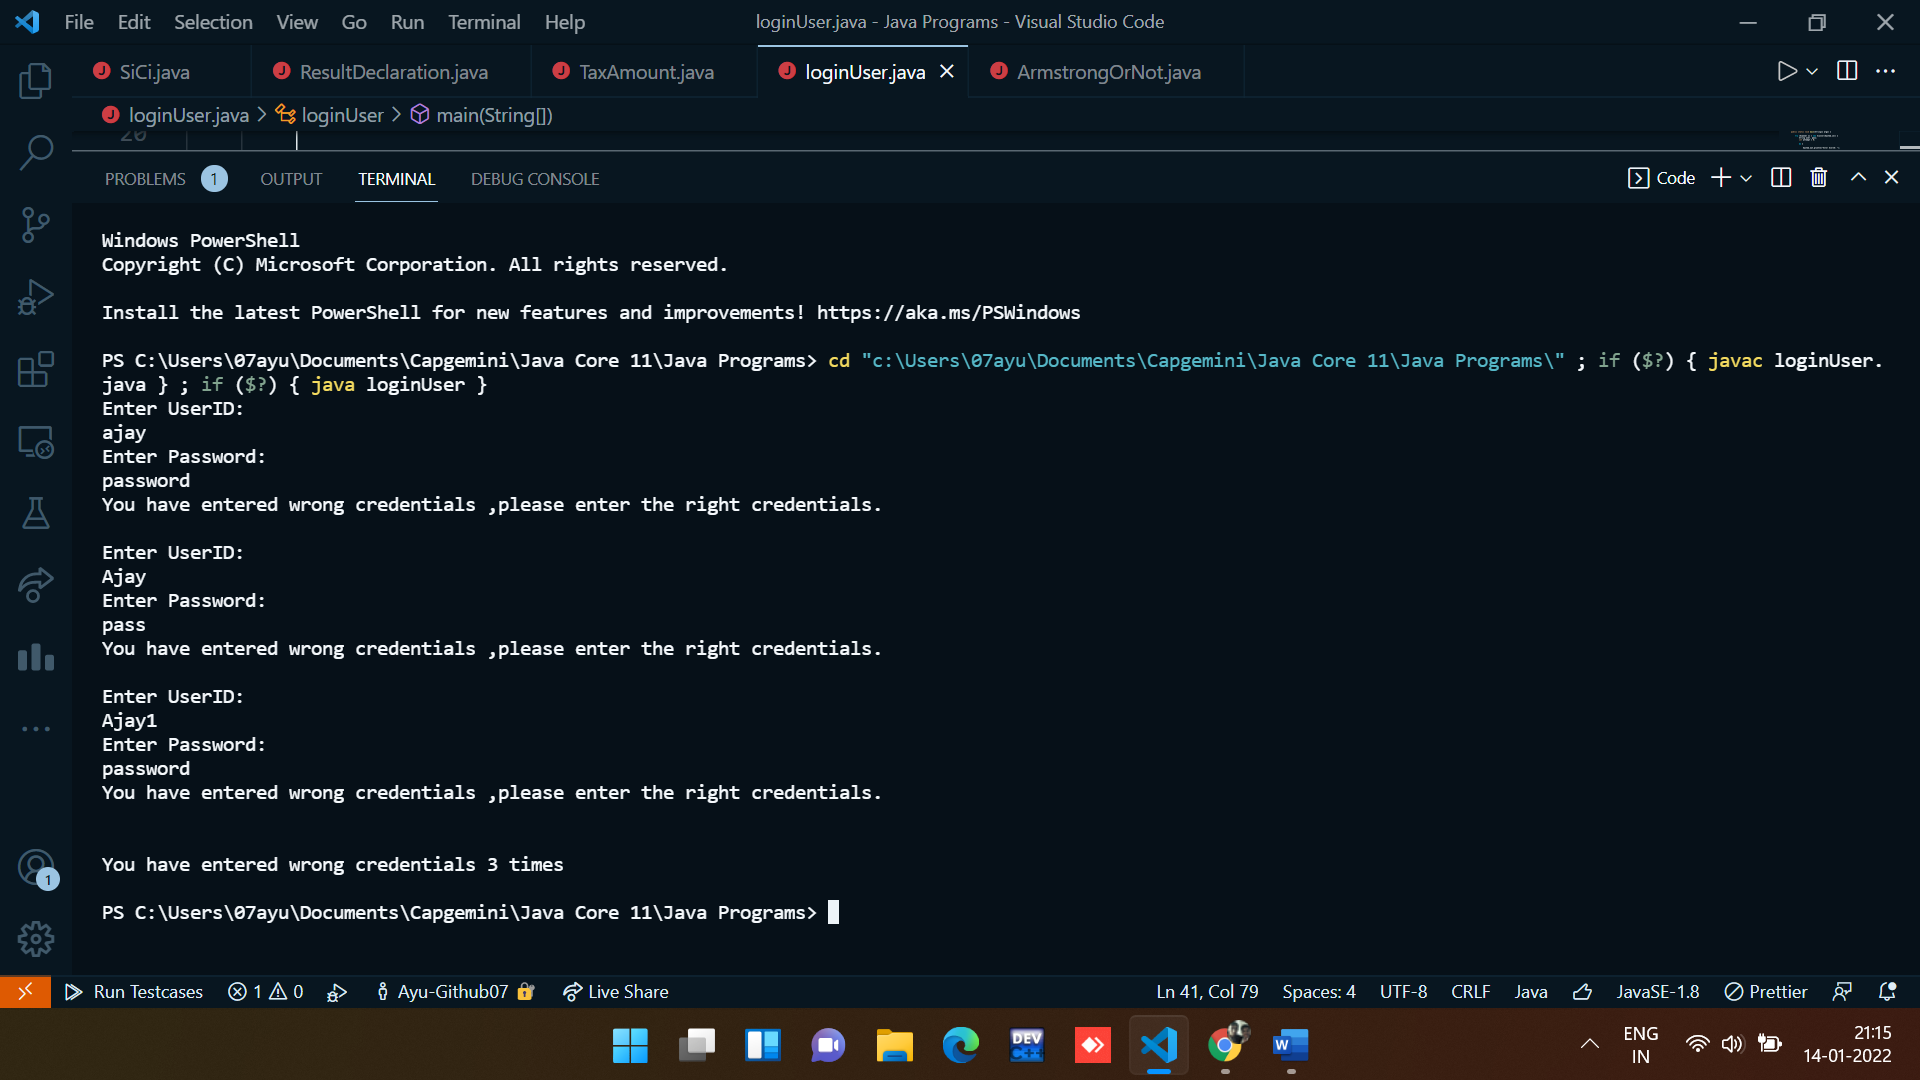 File Edit Selection View Go Run Terminal Help loginUser.java - Java Programs - Visual Studio Code
SiCi.java ResultDeclaration.java TaxAmount.java loginUser.java ArmstrongOrNot.java
loginUser.java > loginUser > main(String[])
20
PROBLEMS 1 OUTPUT TERMINAL DEBUG CONSOLE Code
Windows PowerShell
Copyright (C) Microsoft Corporation. All rights reserved.
Install the latest PowerShell for new features and improvements! https://aka.ms/PSWindows
PS C:\Users\07ayu\Documents\Capgemini\Java Core 11\Java Programs> cd "c:\Users\07ayu\Documents\Capgemini\Java Core 11\Java Programs\" ; if ($?) { javac loginUser.
java } ; if ($?) { java loginUser }
Enter UserID:
ajay
Enter Password:
password
You have entered wrong credentials ,please enter the right credentials.
Enter UserID:
Ajay
Enter Password:
pass
You have entered wrong credentials ,please enter the right credentials.
Enter UserID:
Ajay1
Enter Password:
password
You have entered wrong credentials ,please enter the right credentials.
You have entered wrong credentials 3 times
PS C:\Users\07ayu\Documents\Capgemini\Java Core 11\Java Programs>
1
Run Testcases 1 0 Ayu-Github07 Live Share Ln 41, Col 79 Spaces: 4 UTF-8 CRLF Java JavaSE-1.8 Prettier
DEV C++ W ENG 21:15
IN 14-01-2022